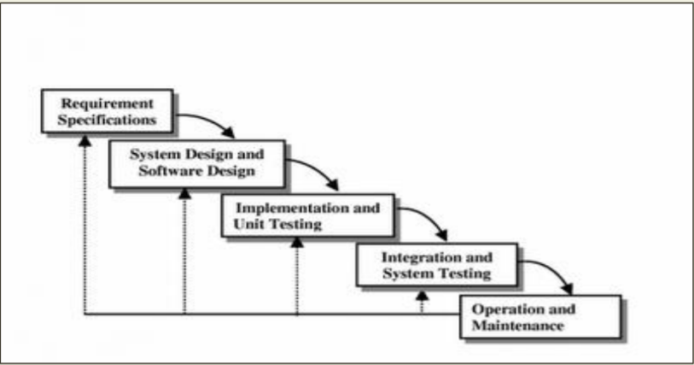 Requirement
Specifications
System Design and
Software Design
Implementation and
Unit Testing
Integration and
System Testing
Operation and
Maintenance